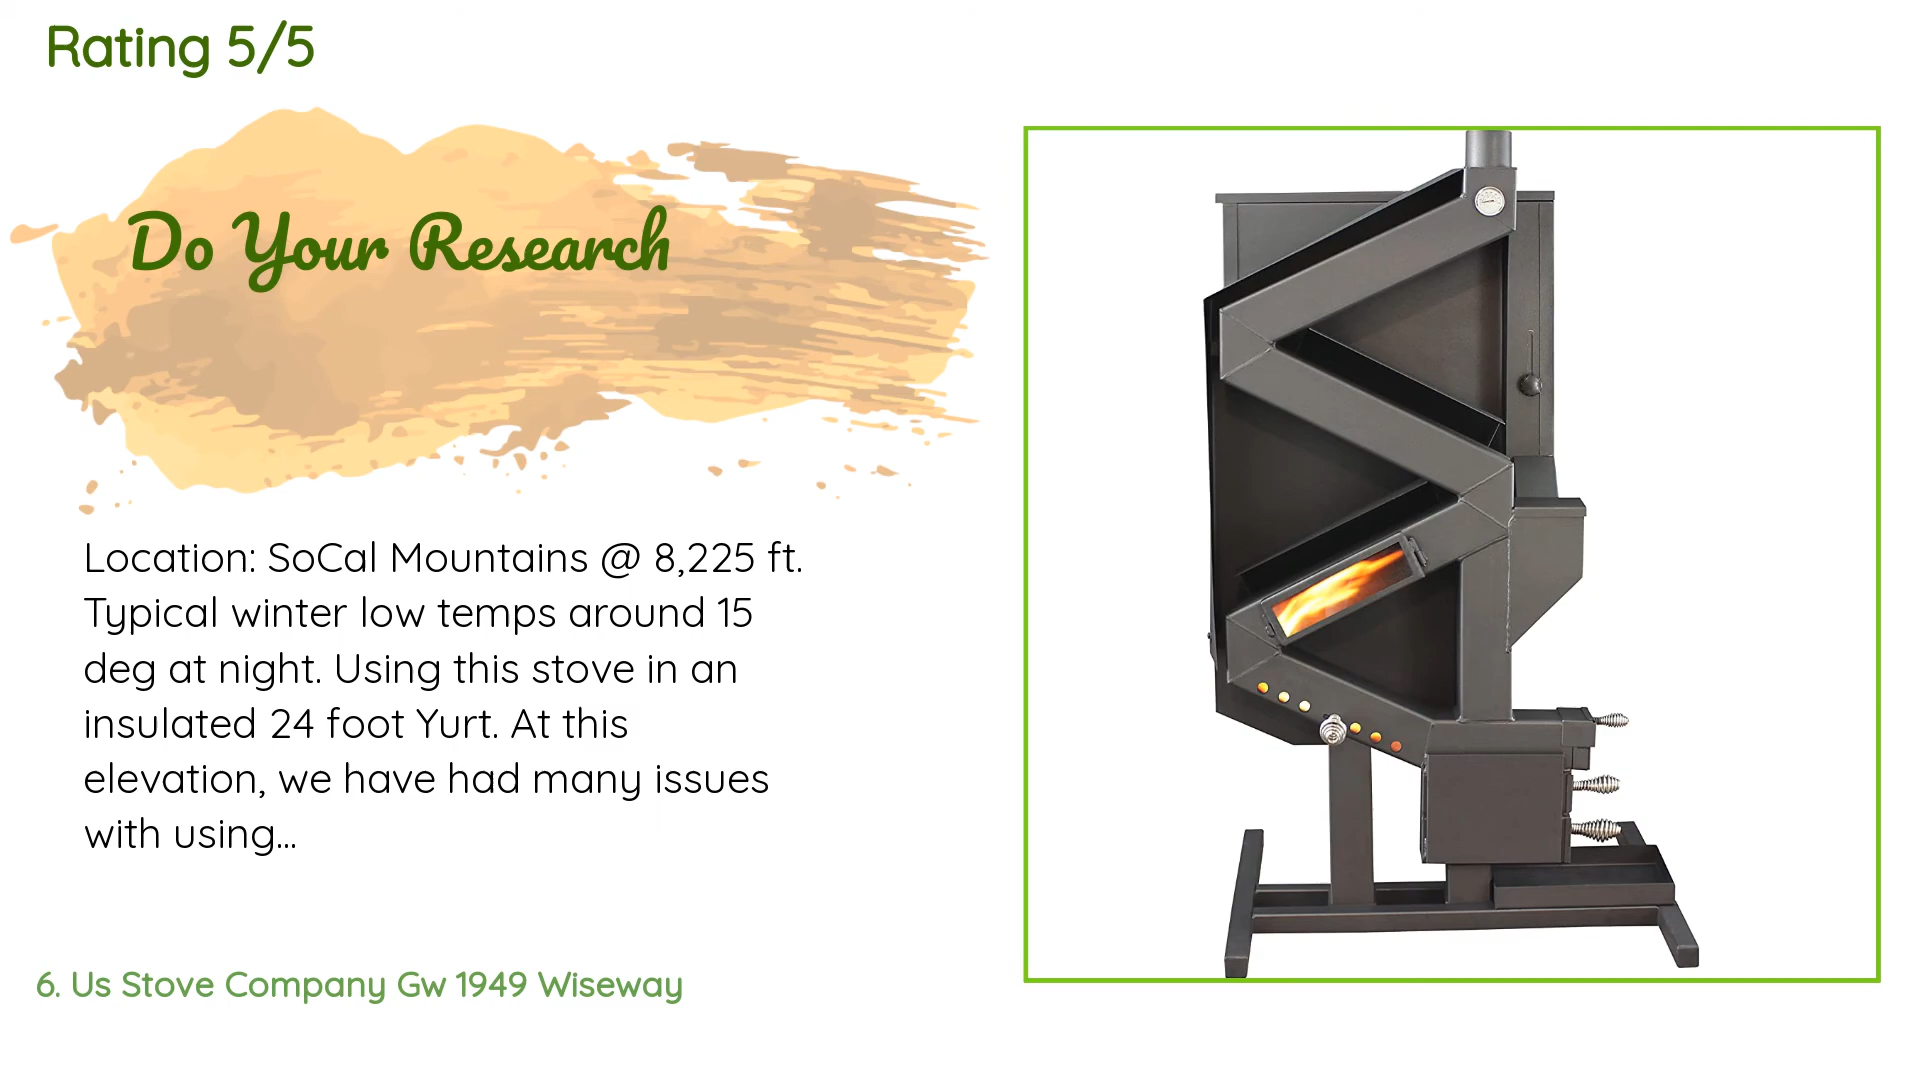 Rating 5/5
Do Your Research
Location: SoCal Mountains @ 8,225 ft.
Typical winter low temps around 15
deg at night. Using this stove in an
insulated 24 foot Yurt. At this
elevation, we have had many issues
with using...
6. Us Stove Company Gw 1949 Wiseway